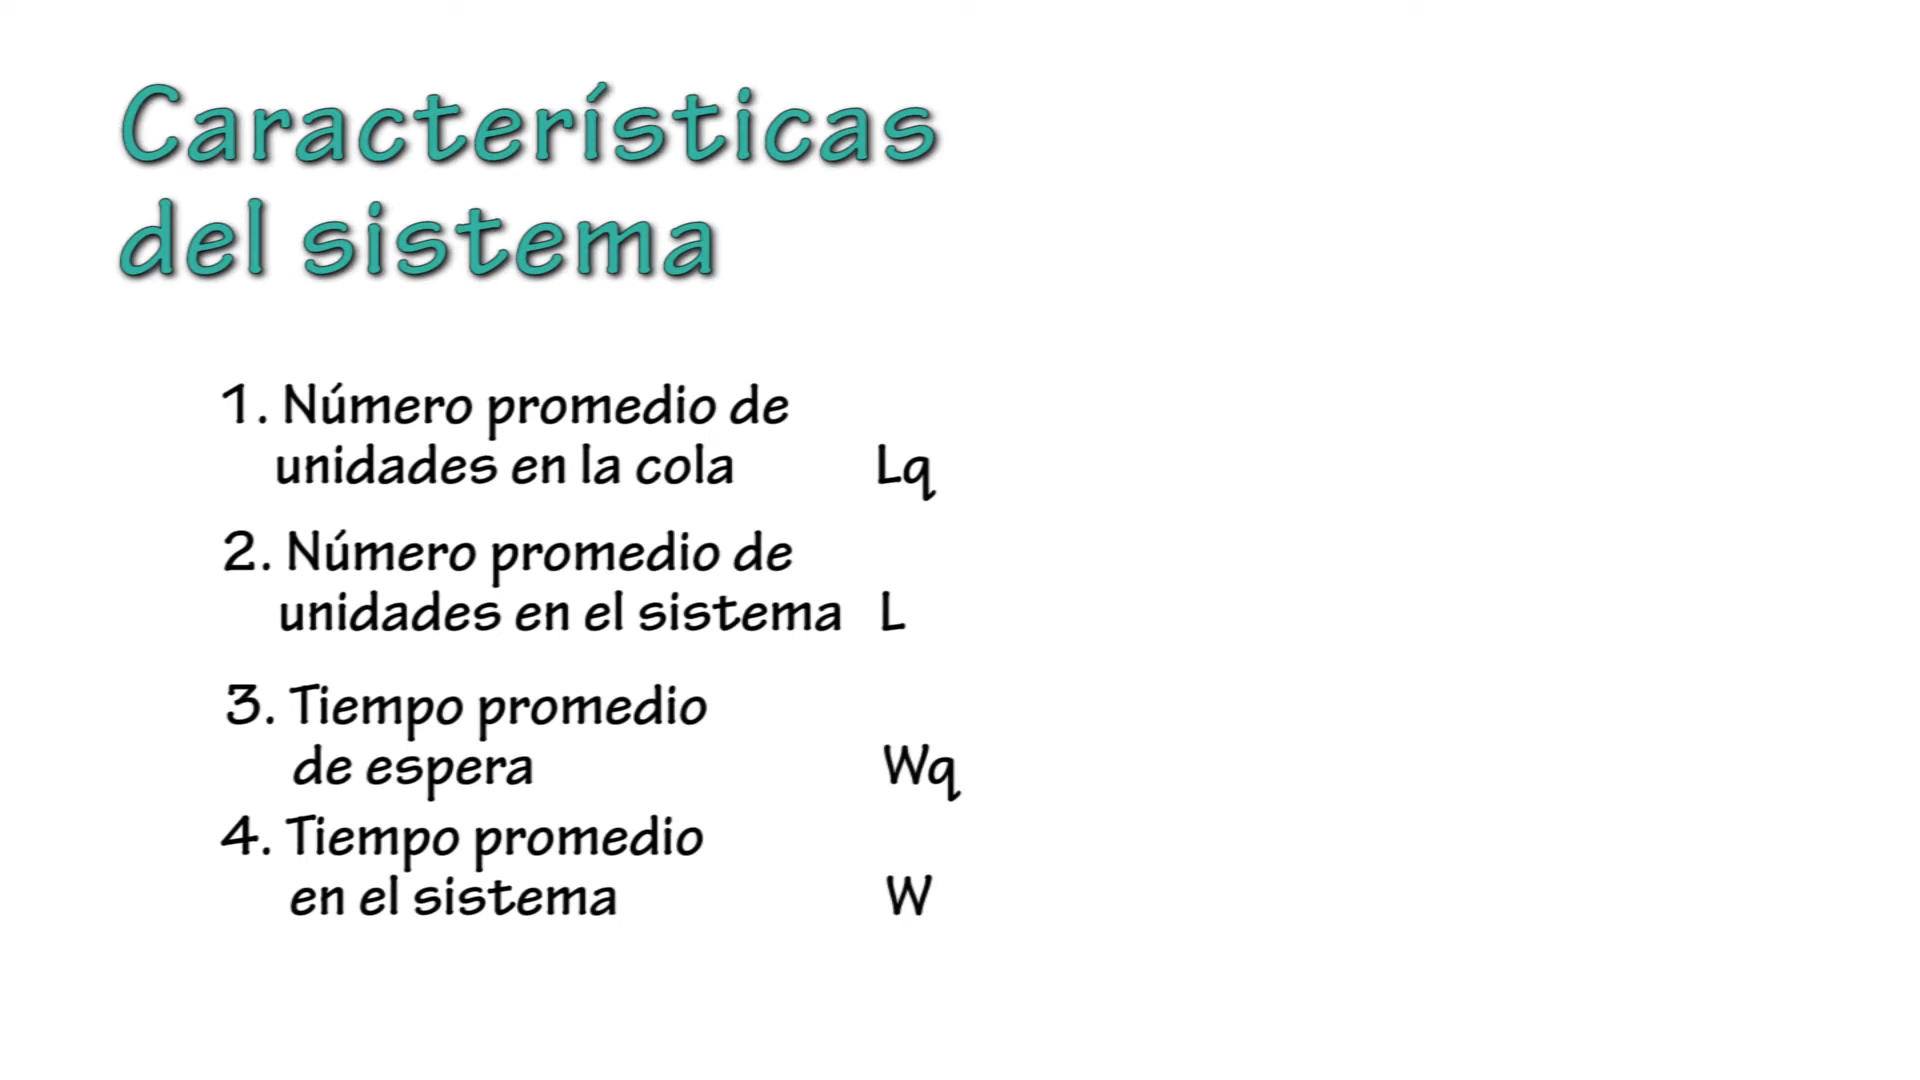 Características
del sistema
1. Número promedio de
unidades en la cola Lq
2. Número promedio de
unidades en el sistema L
3. Tiempo promedio
de espera Wq
4. Tiempo promedio
en el sistema W